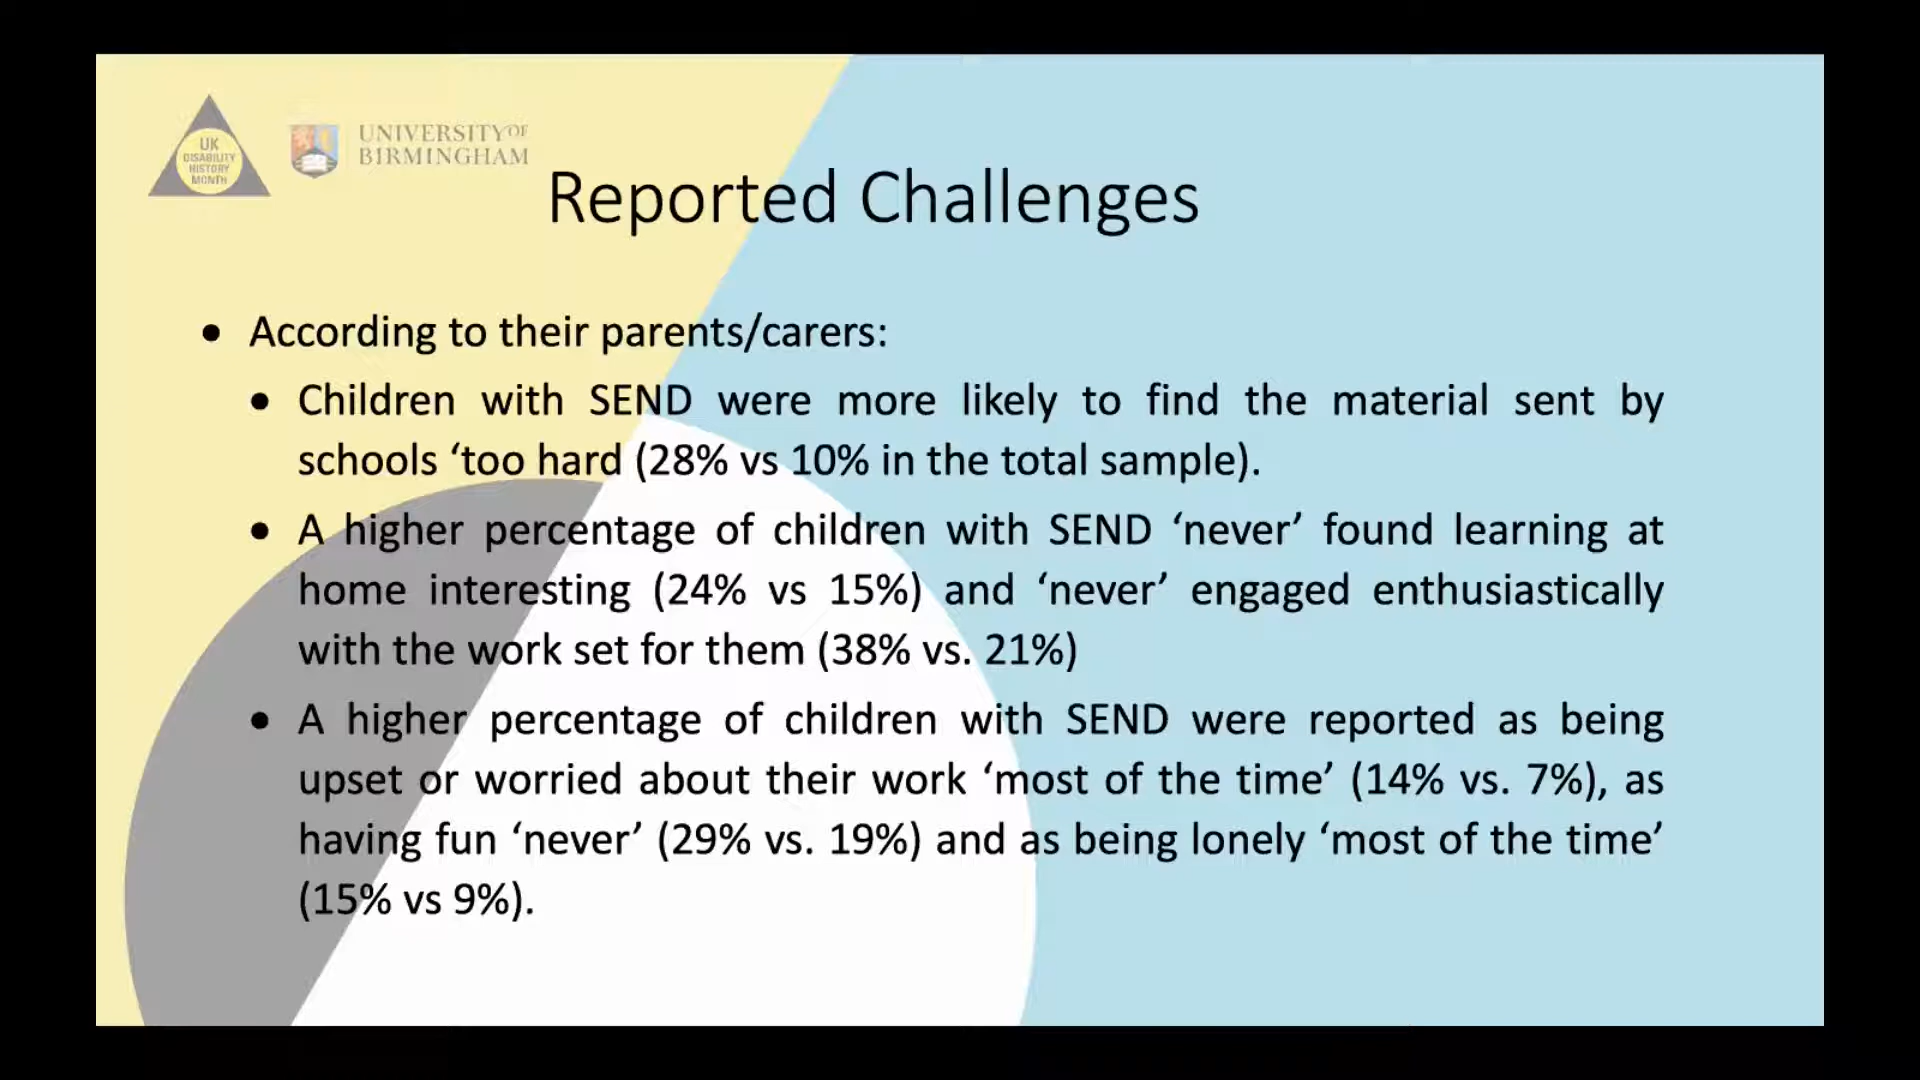 UK
DISABILITY
HISTORY
MONTH
UNIVERSITY OF
BIRMINGHAM
Reported Challenges
• According to their parents/carers:
• Children with SEND were more likely to find the material sent by
schools ‘too hard (28% vs 10% in the total sample).
• A higher percentage of children with SEND ‘never’ found learning at
home interesting (24% vs 15%) and ‘never’ engaged enthusiastically
with the work set for them (38% vs. 21%)
• A higher percentage of children with SEND were reported as being
upset or worried about their work ‘most of the time’ (14% vs. 7%), as
having fun ‘never’ (29% vs. 19%) and as being lonely ‘most of the time’
(15% vs 9%).